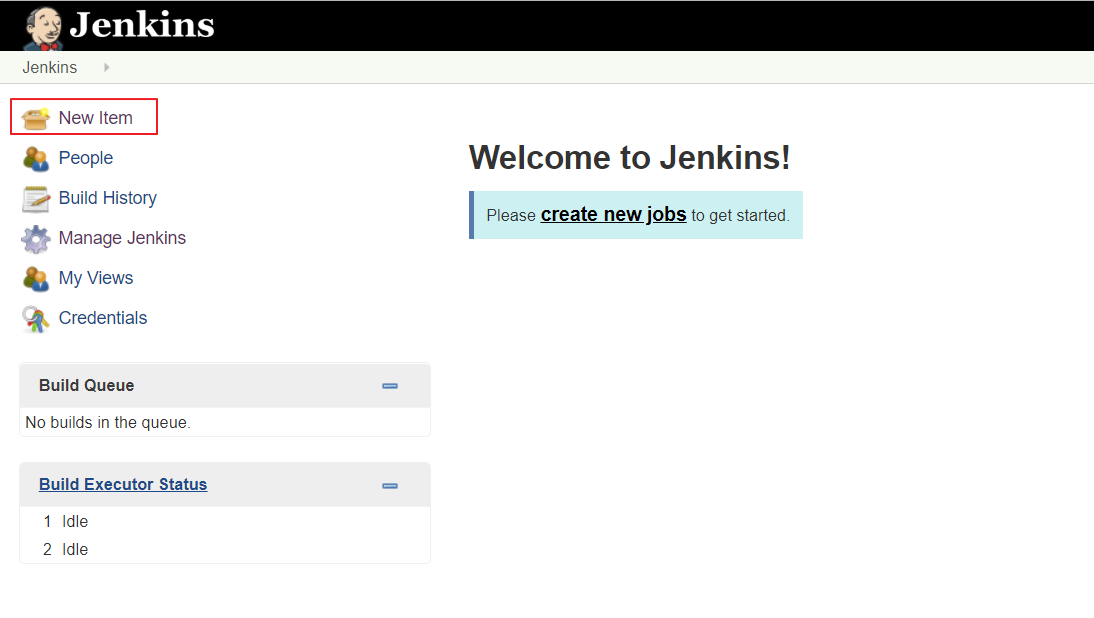 Jenkins
Jenkins
New Item
People
Build History
Manage Jenkins
My Views
Credentials
Build Queue
No builds in the queue.
Build Executor Status
1 Idle
2 Idle
Welcome to Jenkins!
Please create new jobs to get started.